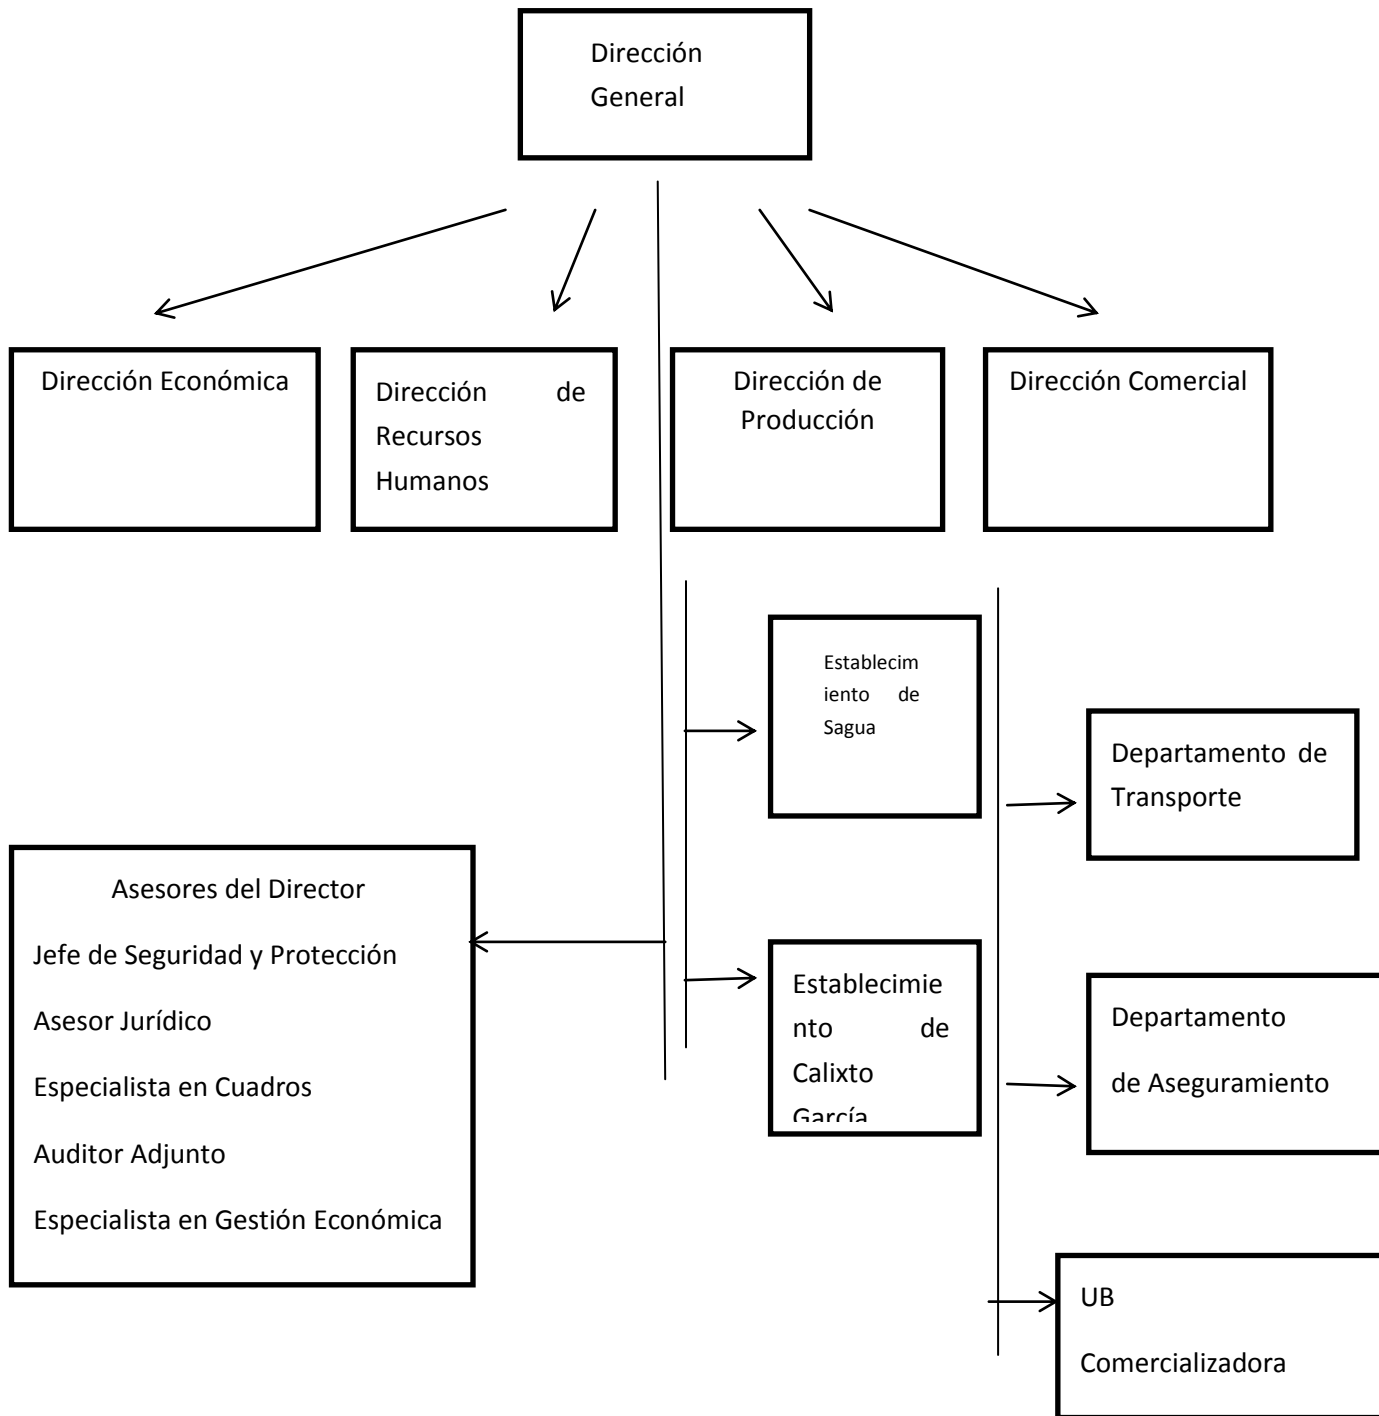 Dirección
General
Dirección Económica
Dirección de
Recursos
Humanos
Dirección de
Producción
Dirección Comercial
Establecim
iento de
Sagua
Departamento de
Transporte
Asesores del Director
Jefe de Seguridad y Protección
Asesor Jurídico
Especialista en Cuadros
Auditor Adjunto
Especialista en Gestión Económica
Establecimie
nto de
Calixto
García
Departamento
de Aseguramiento
UB
Comercializadora